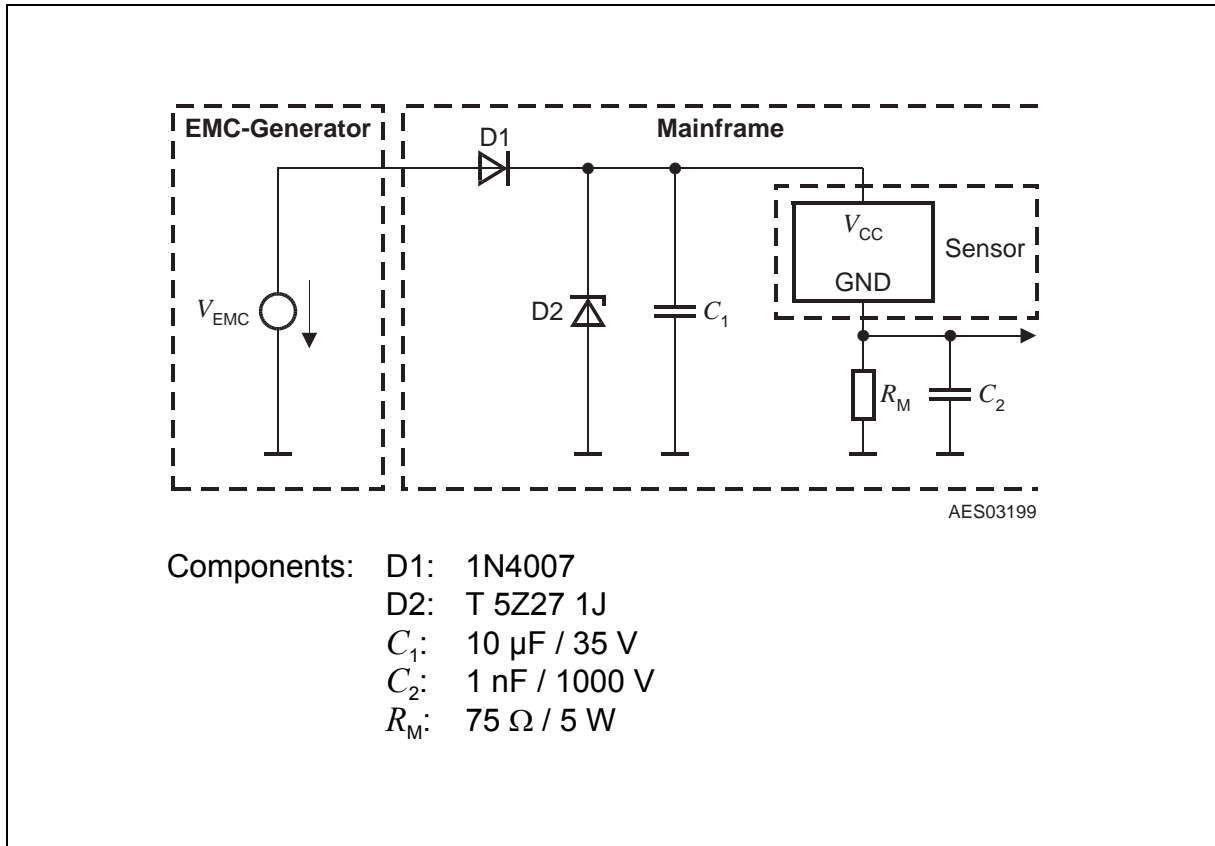 EMC-Generator
Mainframe
D1
V_CC
Sensor
GND
V_EMC
D2
C_1
R_M
C_2
AES03199
Components: D1: 1N4007
D2: T 5Z27 1J
C_1: 10 µF / 35 V
C_2: 1 nF / 1000 V
R_M: 75 Ω / 5 W